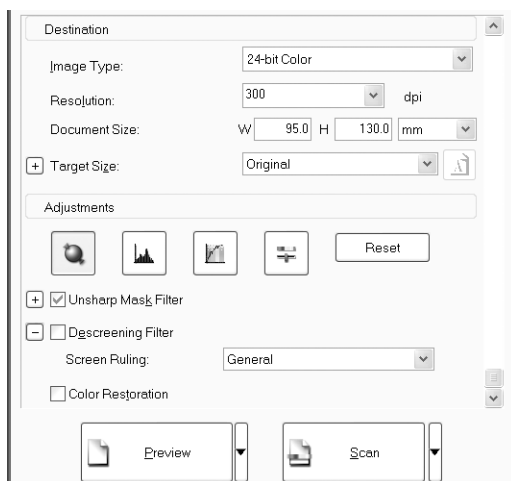 Destination
Image Type: 24-bit Color
Resolution: 300 dpi
Document Size: W 95.0 H 130.0 mm
+ Target Size: Original
Adjustments
Reset
+ Unsharp Mask Filter
− Descreening Filter
Screen Ruling: General
Color Restoration
Preview Scan